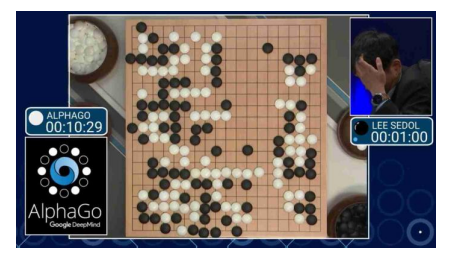 ALPHAGO
00:10:29
LEE SEDOL
00:01:00
AlphaGo
Google DeepMind